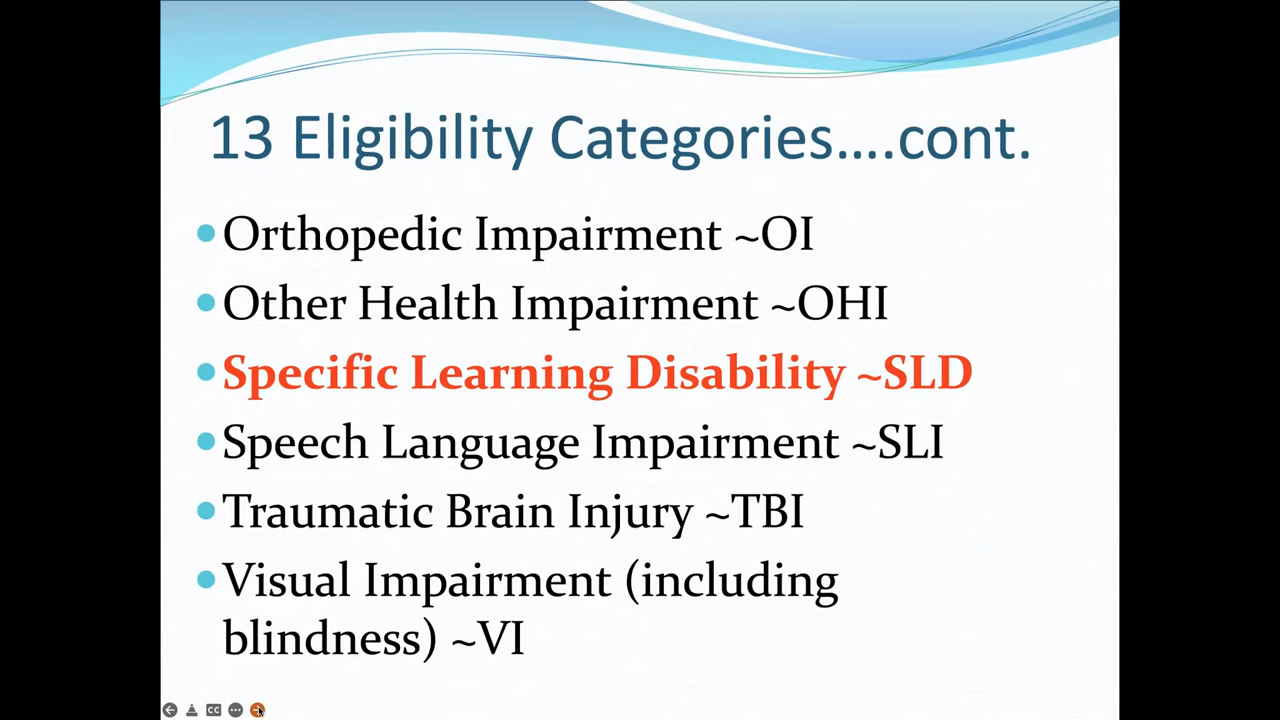 13 Eligibility Categories....cont.
•Orthopedic Impairment ~OI
•Other Health Impairment ~OHI
•Specific Learning Disability ~SLD
•Speech Language Impairment ~SLI
•Traumatic Brain Injury ~TBI
•Visual Impairment (including
blindness) ~VI
CC